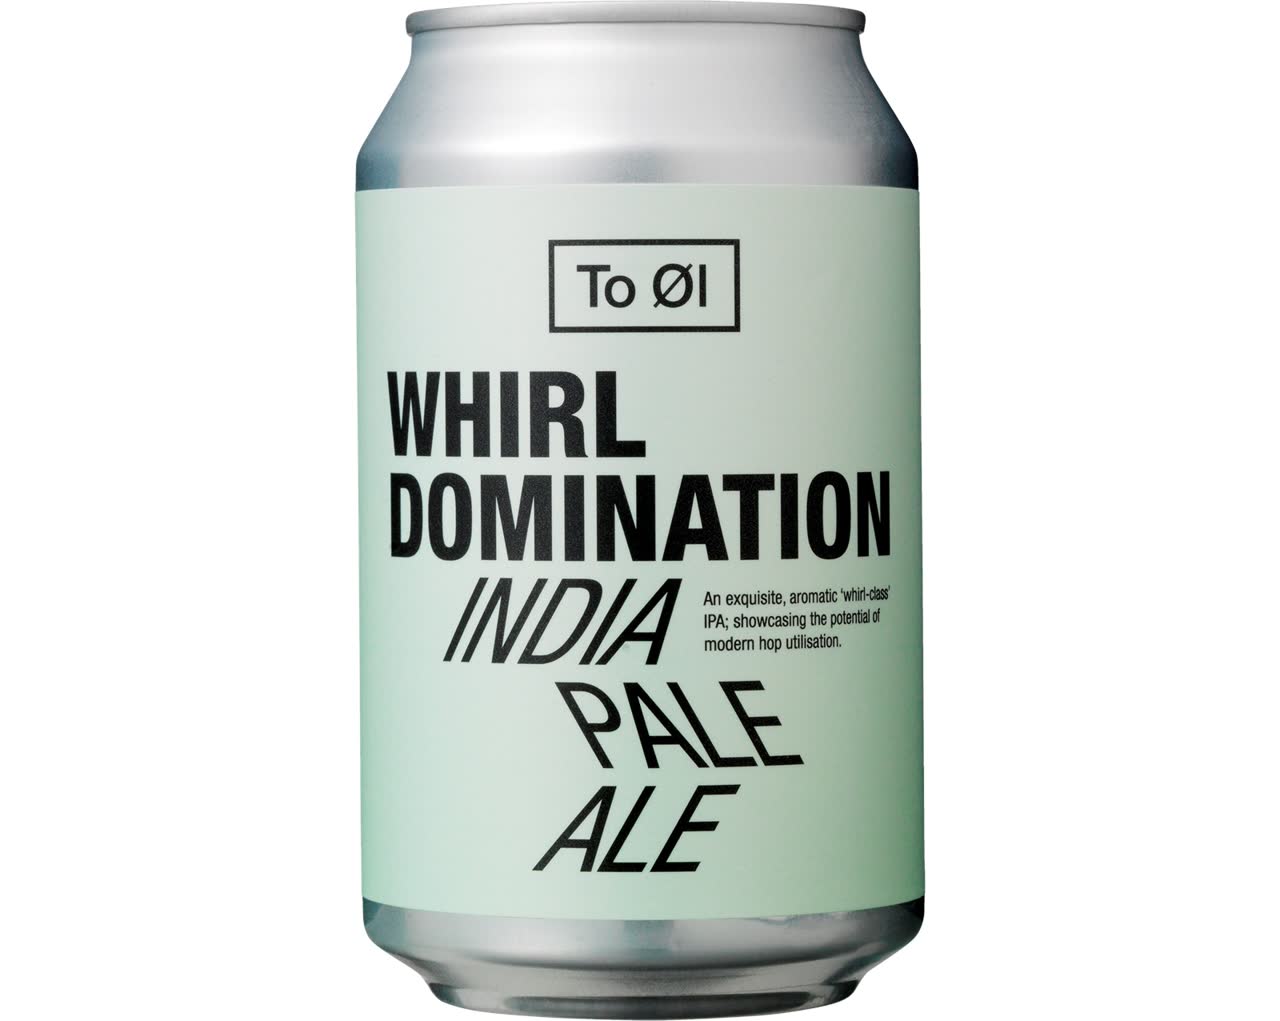 To Øl
WHIRL
DOMINATION
INDIA
An exquisite, aromatic 'whirl-class'
IPA; showcasing the potential of
modern hop utilisation.
PALE
ALE